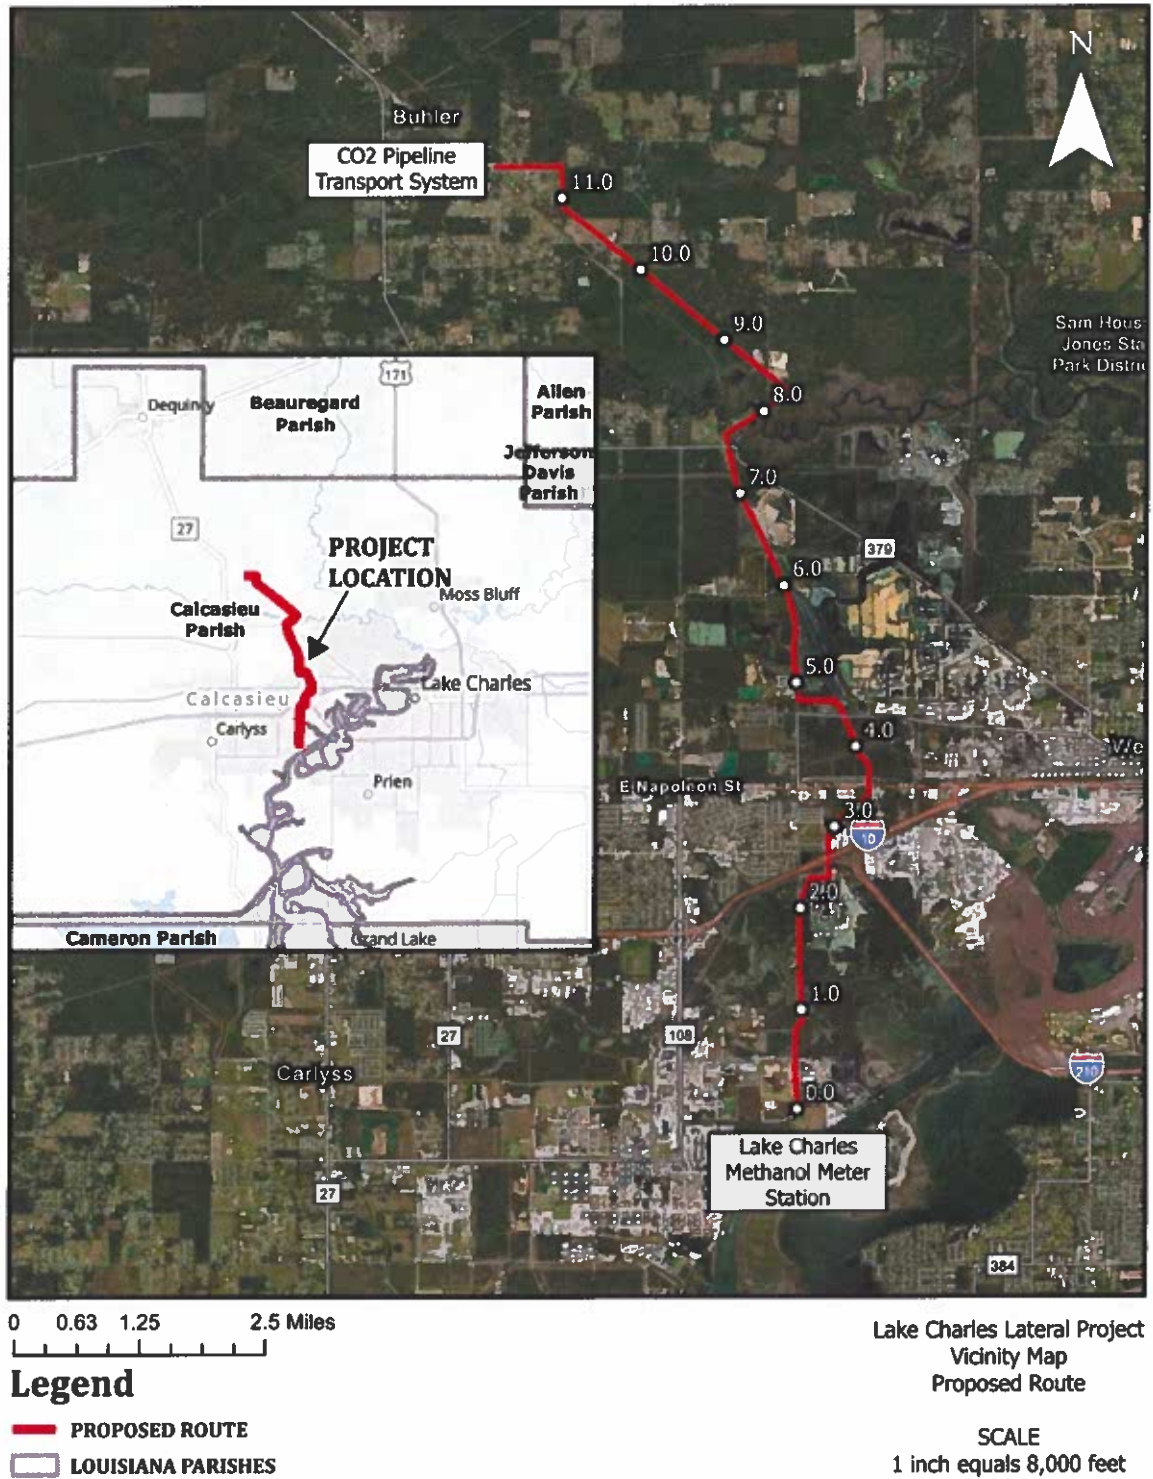 N
Buhler
CO2 Pipeline
Transport System
11.0
10.0
9.0
Sam Hous
Jones Sta
Park Distric
8.0
7.0
379
6.0
5.0
4.0
We
E Napoleon St
3.0
10
2.0
1.0
27
108
Carlyss
210
0.0
Lake Charles
Methanol Meter
Station
27
384
171
Dequincy
Beauregard
Parish
Allen
Parish
Jefferson
Davis
Parish
27
PROJECT
LOCATION
Moss Bluff
Calcasieu
Parish
Lake Charles
Calcasieu
Carlyss
Prien
Cameron Parish
Grand Lake
0 0.63 1.25 2.5 Miles
Legend
PROPOSED ROUTE
LOUISIANA PARISHES
Lake Charles Lateral Project
Vicinity Map
Proposed Route
SCALE
1 inch equals 8,000 feet